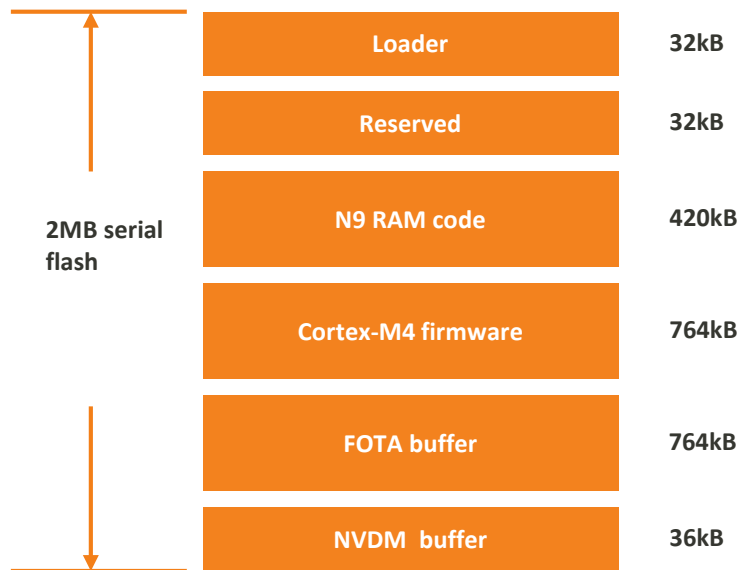 Loader
32kB
Reserved
32kB
N9 RAM code
420kB
2MB serial
flash
Cortex-M4 firmware
764kB
FOTA buffer
764kB
NVDM  buffer
36kB